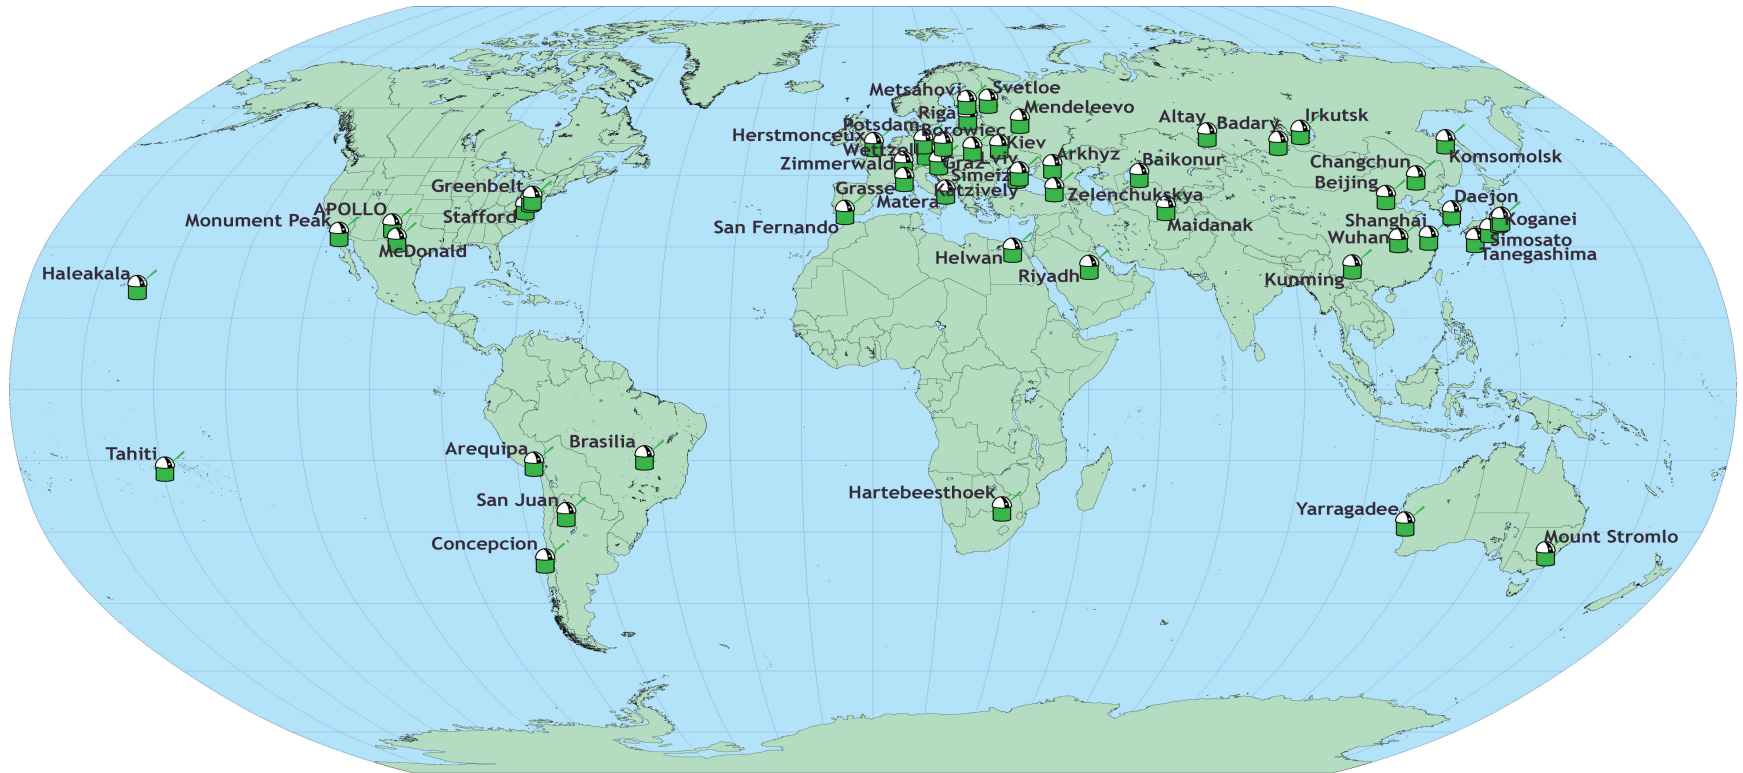 Metsahovi
Svetloe
Riga
Mendeleevo
Potsdam
Borowiec
Herstmonceux
Wettzell
Kiev
Lviv
Zimmerwald
Graz
Simeiz
Arkhyz
Grasse
Katzively
Matera
Zelenchukskya
San Fernando
Baikonur
Maidanak
Altay
Badary
Irkutsk
Komsomolsk
Changchun
Beijing
Daejon
Shanghai
Koganei
Wuhan
Simosato
Tanegashima
Kunming
Helwan
Riyadh
Greenbelt
Stafford
APOLLO
Monument Peak
McDonald
Haleakala
Tahiti
Arequipa
Brasilia
San Juan
Concepcion
Hartebeesthoek
Yarragadee
Mount Stromlo